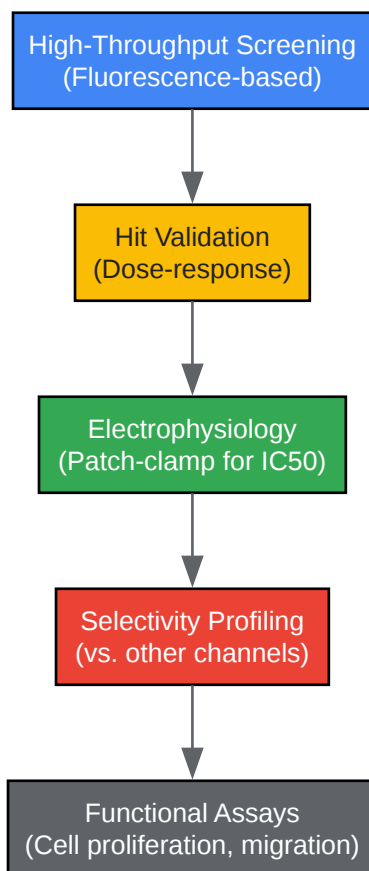 High-Throughput Screening
(Fluorescence-based)
Hit Validation
(Dose-response)
Electrophysiology
(Patch-clamp for IC50)
Selectivity Profiling
(vs. other channels)
Functional Assays
(Cell proliferation, migration)